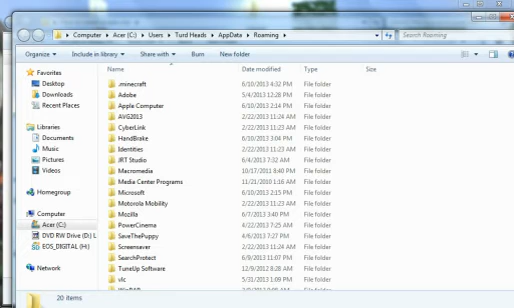 Computer ▸ Acer (C:) ▸ Users ▸ Turd Heads ▸ AppData ▸ Roaming ▸ Search Roaming
Organize Include in library Share with Burn New folder
Name Date modified Type Size
Favorites
Desktop
Downloads
Recent Places
Libraries
Documents
Music
Pictures
Videos
Homegroup
Computer
Acer (C:)
DVD RW Drive (D:) L
EOS_DIGITAL (H:)
Network
.minecraft 6/10/2013 4:32 PM File folder
Adobe 5/4/2013 12:28 PM File folder
Apple Computer 6/10/2013 2:14 PM File folder
AVG2013 2/22/2013 11:24 AM File folder
CyberLink 2/22/2013 11:23 AM File folder
HandBrake 6/10/2013 3:04 PM File folder
Identities 2/22/2013 11:23 AM File folder
JRT Studio 6/4/2013 7:32 AM File folder
Macromedia 10/17/2011 8:40 PM File folder
Media Center Programs 11/21/2010 1:16 AM File folder
Microsoft 6/10/2013 2:15 PM File folder
Motorola Mobility 2/22/2013 11:23 AM File folder
Mozilla 6/7/2013 3:40 PM File folder
PowerCinema 4/22/2013 7:25 AM File folder
SaveThePuppy 4/6/2013 7:27 PM File folder
Screensaver 2/22/2013 11:24 AM File folder
SearchProtect 6/9/2013 11:07 PM File folder
TuneUp Software 12/9/2012 8:28 AM File folder
vlc 5/31/2013 1:09 PM File folder
20 items